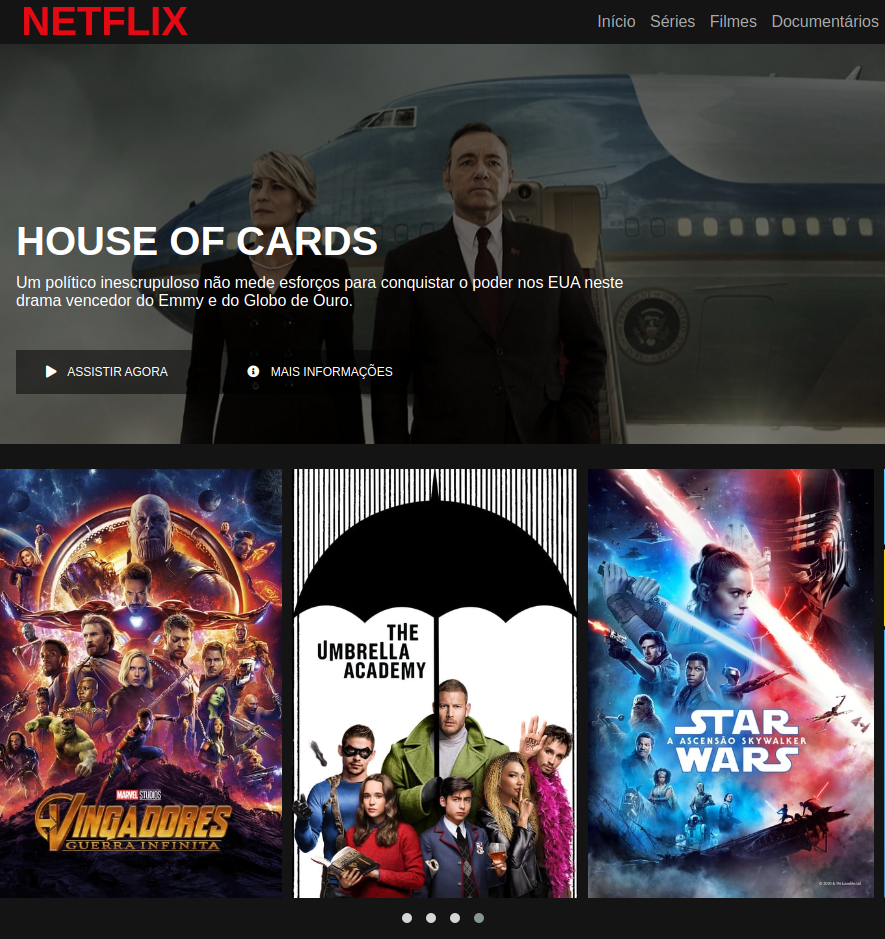 NETFLIX
Início Séries Filmes Documentários
HOUSE OF CARDS
Um político inescrupuloso não mede esforços para conquistar o poder nos EUA neste
drama vencedor do Emmy e do Globo de Ouro.
ASSISTIR AGORA MAIS INFORMAÇÕES
MARVEL STUDIOS
VINGADORES
GUERRA INFINITA
THE
UMBRELLA
ACADEMY
STAR
A ASCENSÃO SKYWALKER
WARS